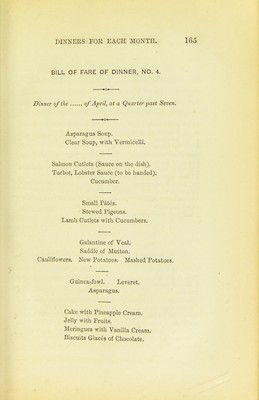 DINNERS FOR EACH MONTH. 165
BILL OF FARE OF DINNER, NO. 4.
Dinner of the ...... of April, at a Quarter past Seven.
Asparagus Soup.
Clear Soup, with Vermicelli.
Salmon Cutlets (Sauce on the dish).
Turbot, Lobster Sauce (to be handed).
Cucumber.
Small Pâtés.
Stewed Pigeons.
Lamb Cutlets with Cucumbers.
Galantine of Veal.
Saddle of Mutton.
Cauliflowers. New Potatoes. Mashed Potatoes.
Guinea-fowl. Leveret.
Asparagus.
Cake with Pineapple Cream.
Jelly with Fruits.
Meringues with Vanilla Cream.
Biscuits Glacés of Chocolate.